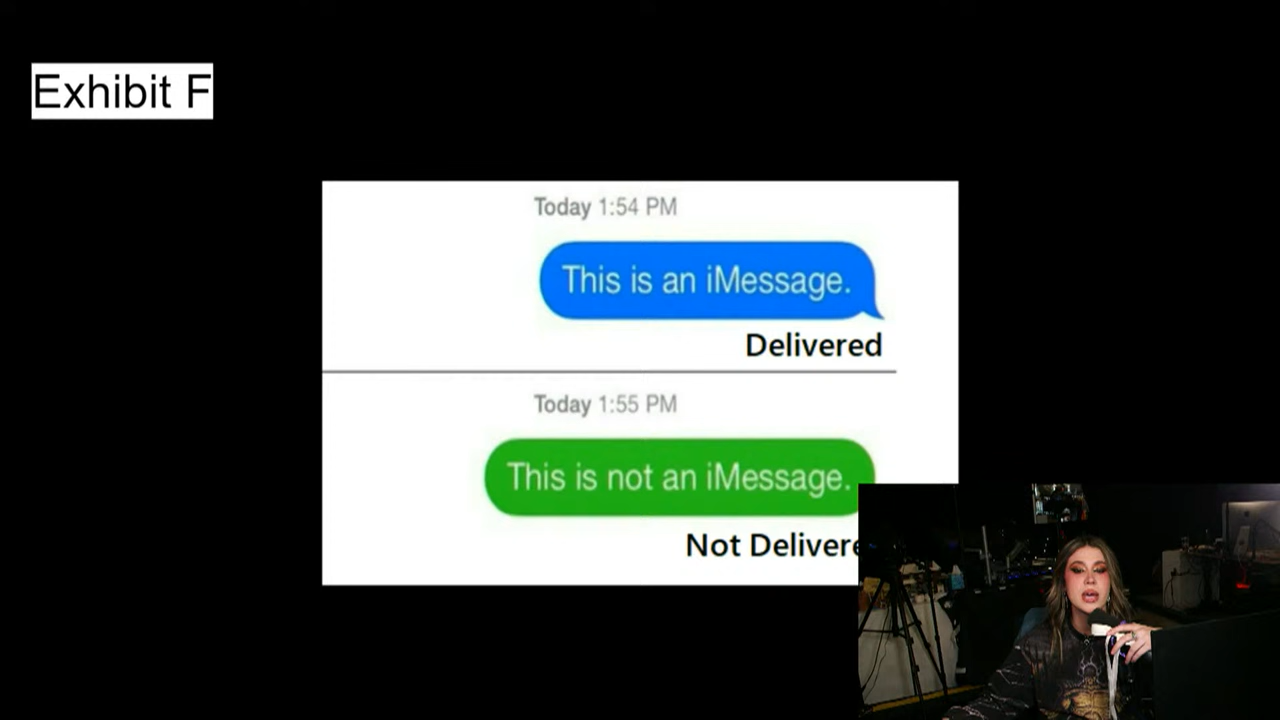 Exhibit F
Today 1:54 PM
This is an iMessage.
Delivered
Today 1:55 PM
This is not an iMessage.
Not Delivere